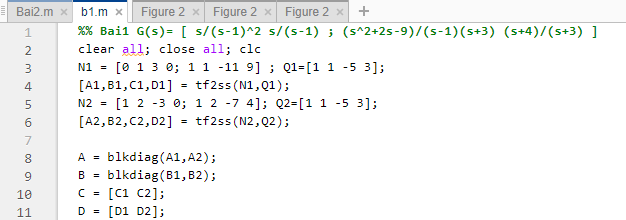 Bai2.m × b1.m × Figure 2 × Figure 2 × Figure 2 × +
1 %% Bai1 G(s)= [ s/(s-1)^2 s/(s-1) ; (s^2+2s-9)/(s-1)(s+3) (s+4)/(s+3) ]
2 clear all; close all; clc
3 N1 = [0 1 3 0; 1 1 -11 9] ; Q1=[1 1 -5 3];
4 [A1,B1,C1,D1] = tf2ss(N1,Q1);
5 N2 = [1 2 -3 0; 1 2 -7 4]; Q2=[1 1 -5 3];
6 [A2,B2,C2,D2] = tf2ss(N2,Q2);
7
8 A = blkdiag(A1,A2);
9 B = blkdiag(B1,B2);
10 C = [C1 C2];
11 D = [D1 D2];